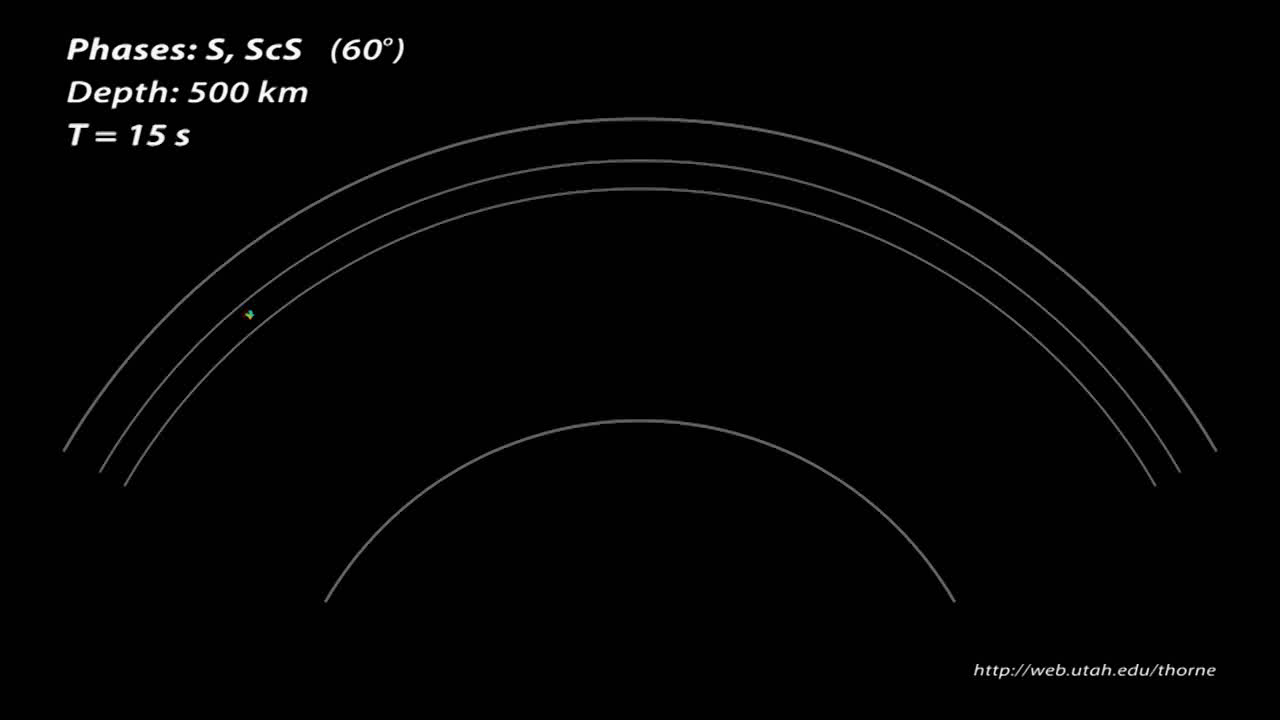 Phases: S, ScS (60°)
Depth: 500 km
T = 15 s
http://web.utah.edu/thorne